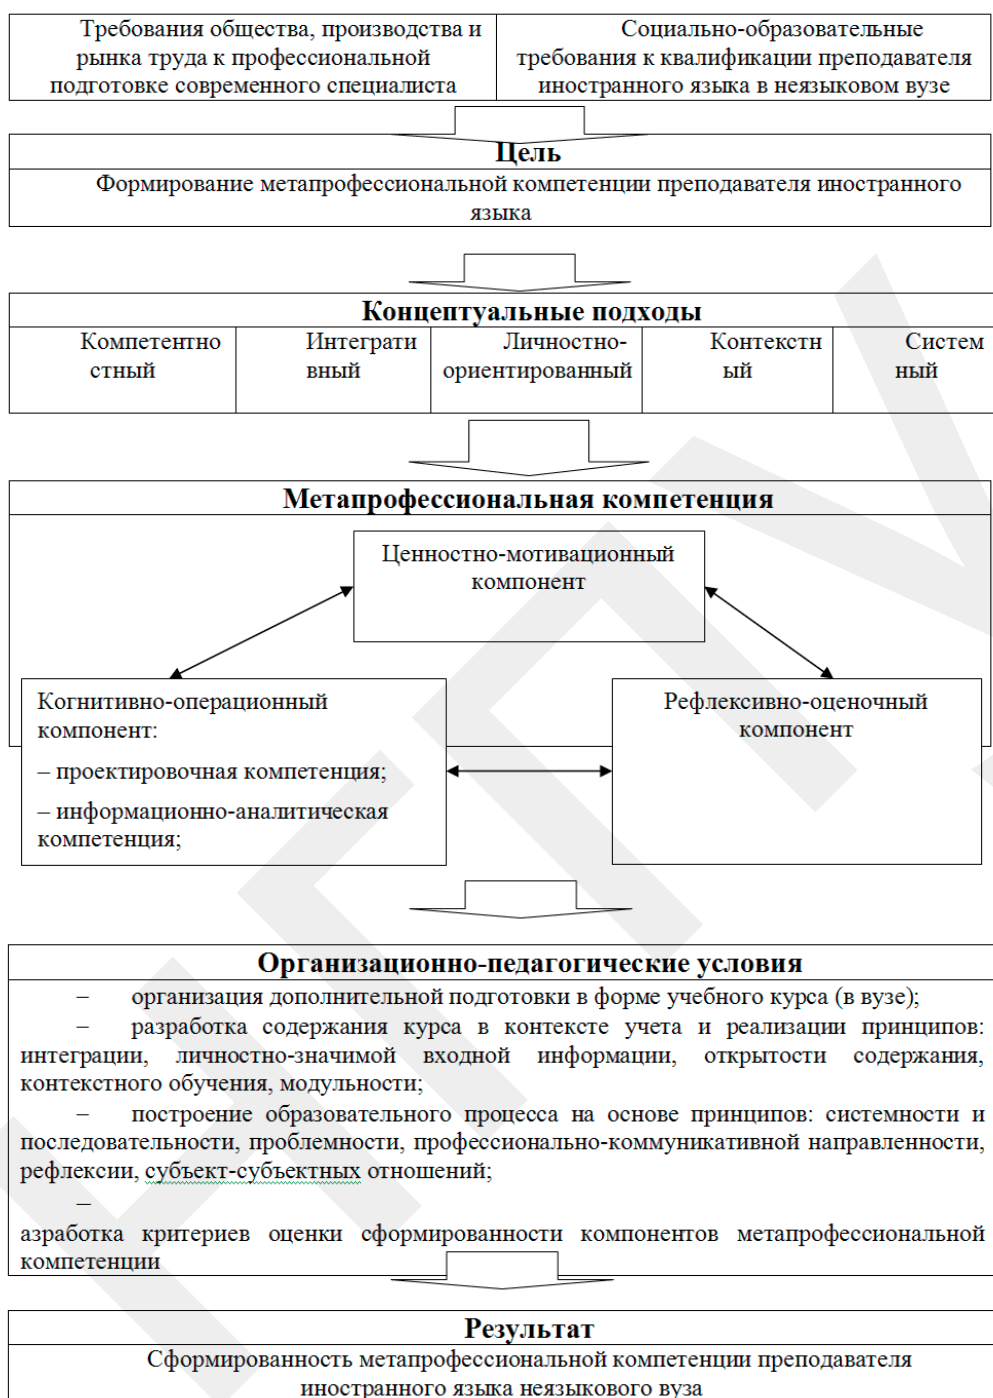 Требования общества, производства и
рынка труда к профессиональной
подготовке современного специалиста
Социально-образовательные
требования к квалификации преподавателя
иностранного языка в неязыковом вузе
Цель
Формирование метапрофессиональной компетенции преподавателя иностранного
языка
Концептуальные подходы
Компетентно
стный
Интеграти
вный
Личностно-
ориентированный
Контекстн
ый
Систем
ный
Метапрофессиональная компетенция
Ценностно-мотивационный
компонент
Когнитивно-операционный
компонент:
– проектировочная компетенция;
– информационно-аналитическая
компетенция;
Рефлексивно-оценочный
компонент
Организационно-педагогические условия
– организация дополнительной подготовки в форме учебного курса (в вузе);
– разработка содержания курса в контексте учета и реализации принципов:
интеграции, личностно-значимой входной информации, открытости содержания,
контекстного обучения, модульности;
– построение образовательного процесса на основе принципов: системности и
последовательности, проблемности, профессионально-коммуникативной направленности,
рефлексии, субъект-субъектных отношений;
–
азработка критериев оценки сформированности компонентов метапрофессиональной
компетенции
Результат
Сформированность метапрофессиональной компетенции преподавателя
иностранного языка неязыкового вуза
НГПУ